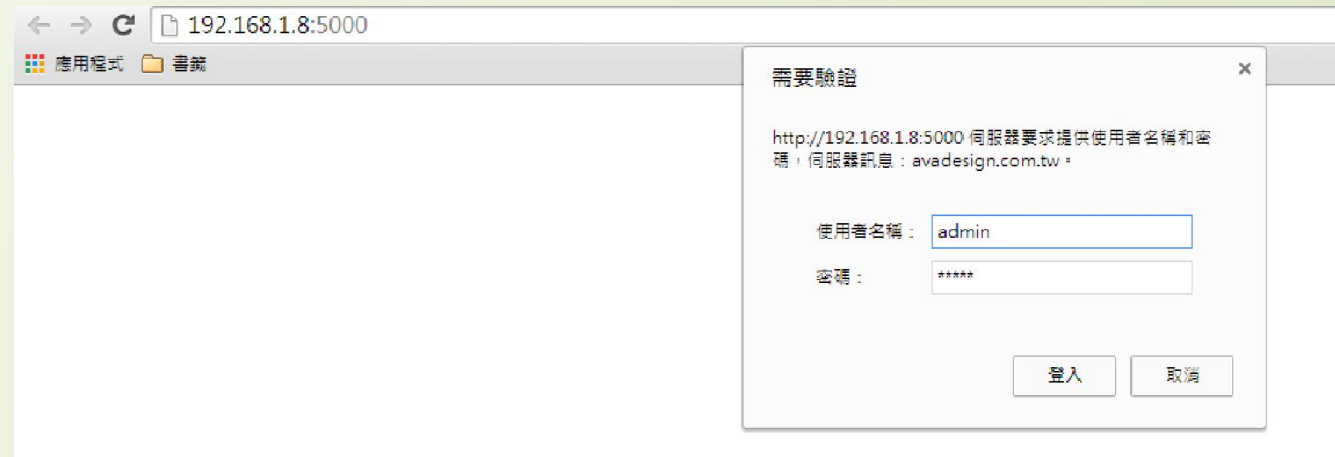 192.168.1.8:5000
應用程式 書籤
需要驗證
×
http://192.168.1.8:5000 伺服器要求提供使用者名稱和密
碼，伺服器訊息：avadesign.com.tw。
使用者名稱： admin
密碼： *****
登入 取消